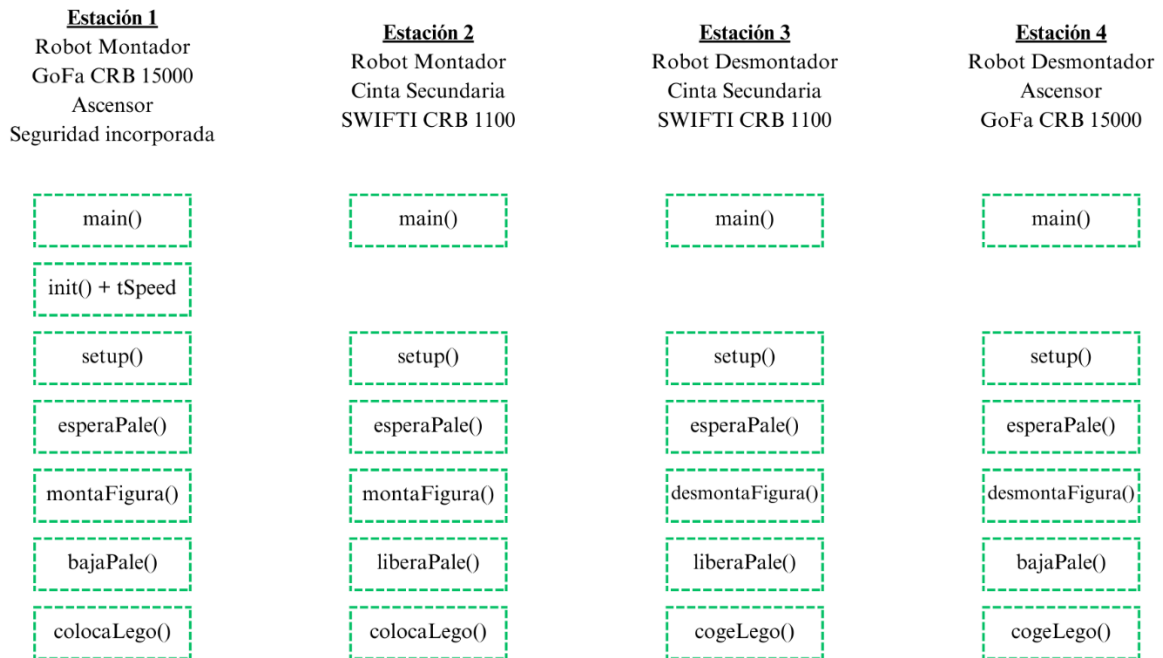 Estación 1
Robot Montador
GoFa CRB 15000
Ascensor
Seguridad incorporada
main()
init() + tSpeed
setup()
esperaPale()
montaFigura()
bajaPale()
colocaLego()
Estación 2
Robot Montador
Cinta Secundaria
SWIFTI CRB 1100
main()
setup()
esperaPale()
montaFigura()
liberaPale()
colocaLego()
Estación 3
Robot Desmontador
Cinta Secundaria
SWIFTI CRB 1100
main()
setup()
esperaPale()
desmontaFigura()
liberaPale()
cogeLego()
Estación 4
Robot Desmontador
Ascensor
GoFa CRB 15000
main()
setup()
esperaPale()
desmontaFigura()
bajaPale()
cogeLego()